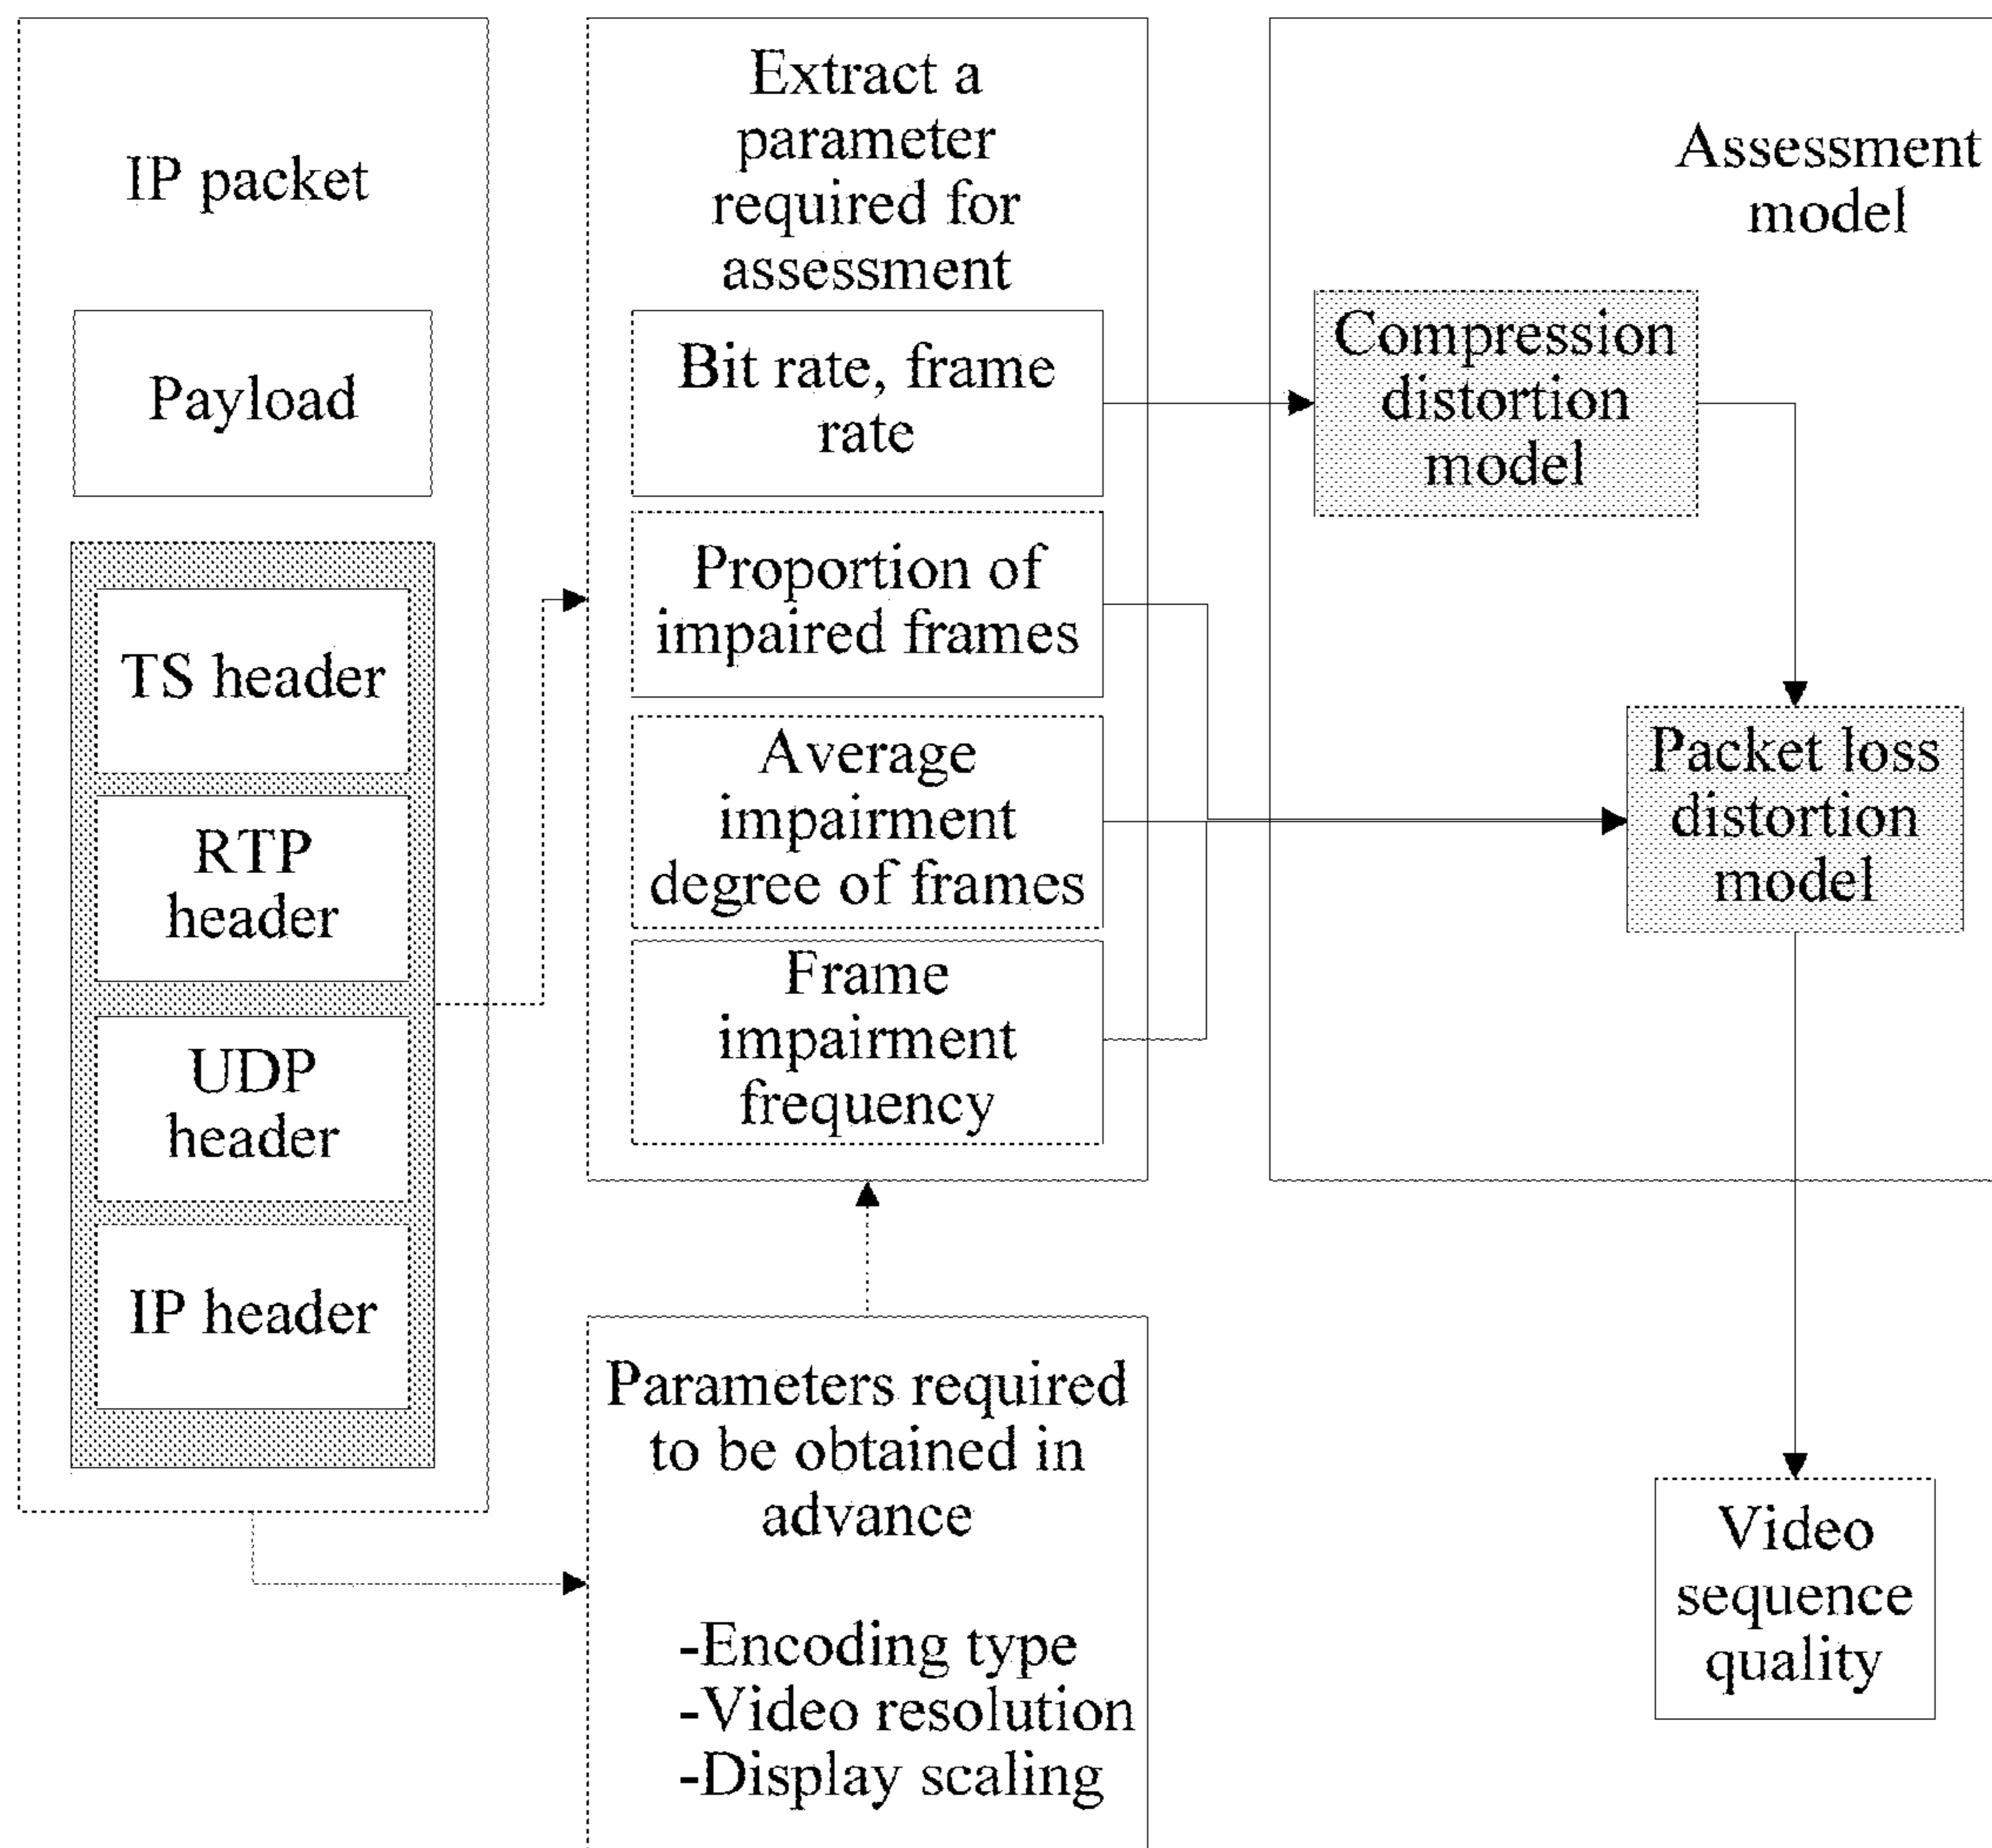 IP packet
Payload
TS header
RTP
header
UDP
header
IP header
Extract a
parameter
required for
assessment
Bit rate, frame
rate
Proportion of
impaired frames
Average
impairment
degree of frames
Frame
impairment
frequency
Parameters required
to be obtained in
advance
-Encoding type
-Video resolution
-Display scaling
Assessment
model
Compression
distortion
model
Packet loss
distortion
model
Video
sequence
quality